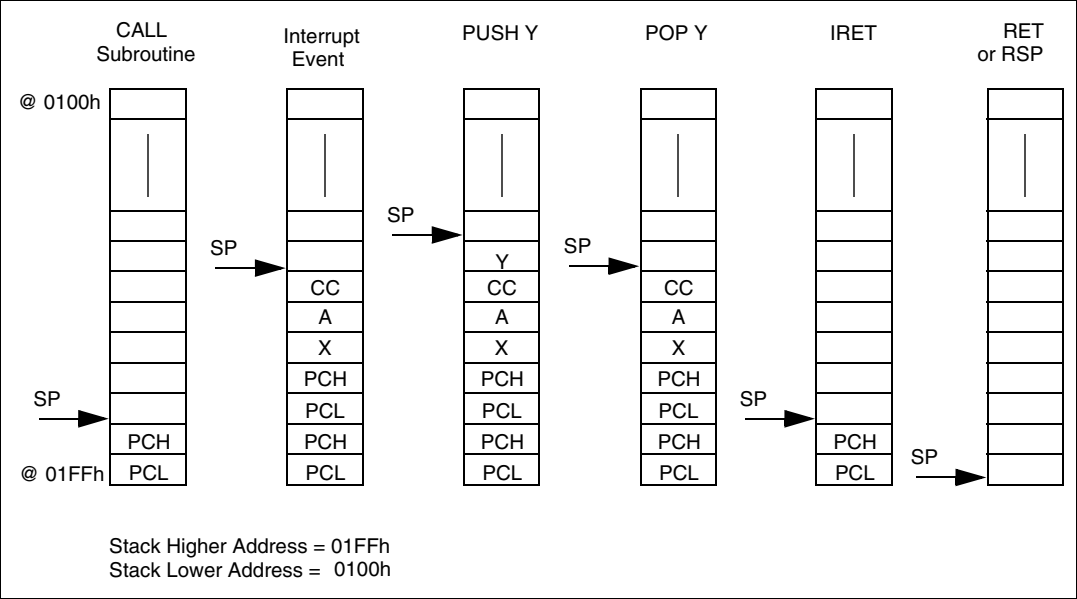 CALL
Subroutine
Interrupt
Event
PUSH Y
POP Y
IRET
RET
or RSP
@ 0100h
SP
SP
SP
Y
SP
CC
CC
CC
A
A
A
X
X
X
PCH
PCH
PCH
SP
PCL
PCL
PCL
SP
PCH
PCH
PCH
PCH
PCH
SP
@ 01FFh
PCL
PCL
PCL
PCL
PCL
Stack Higher Address = 01FFh
Stack Lower Address = 0100h